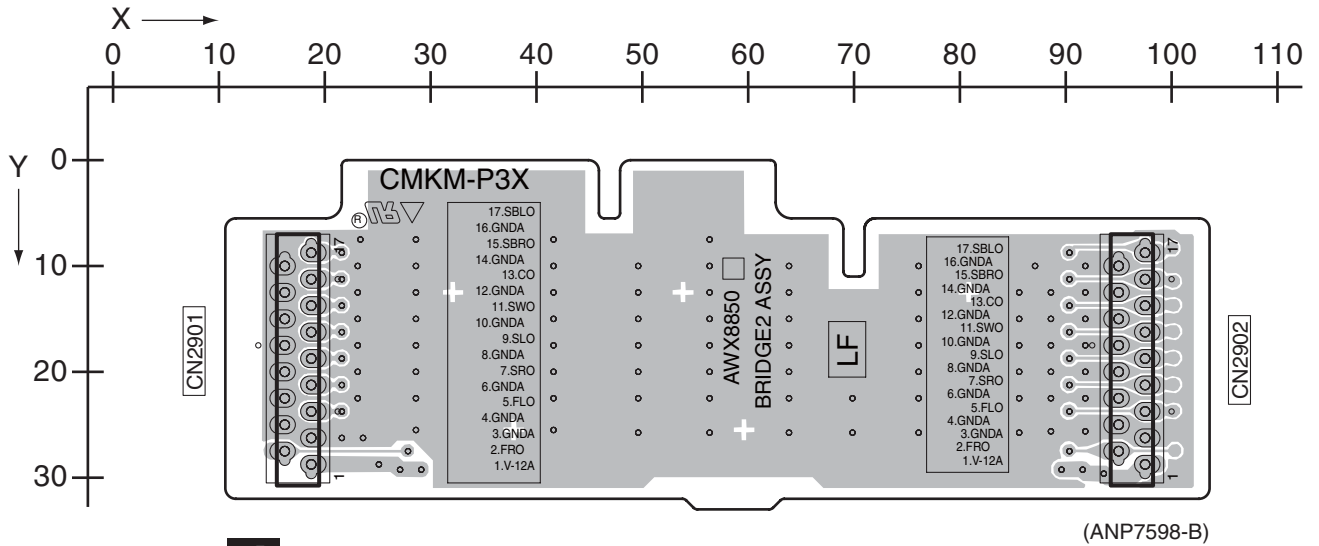 X
0 10 20 30 40 50 60 70 80 90 100 110
Y
0
10
20
30
CMKM-P3X
R
17.SBLO
16.GNDA
15.SBRO
14.GNDA
13.CO
12.GNDA
11.SWO
10.GNDA
9.SLO
8.GNDA
7.SRO
6.GNDA
5.FLO
4.GNDA
3.GNDA
2.FRO
1.V-12A
17
1
CN2901
AWX8850
BRIDGE2 ASSY
LF
17.SBLO
16.GNDA
15.SBRO
14.GNDA
13.CO
12.GNDA
11.SWO
10.GNDA
9.SLO
8.GNDA
7.SRO
6.GNDA
5.FLO
4.GNDA
3.GNDA
2.FRO
1.V-12A
17
1
CN2902
(ANP7598-B)